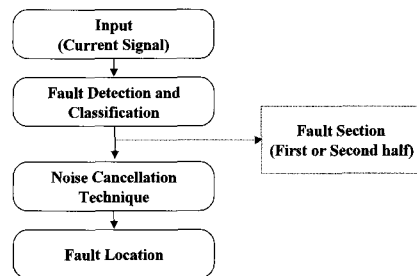 Input
(Current Signal)
Fault Detection and
Classification
Fault Section
(First or Second half)
Noise Cancellation
Technique
Fault Location